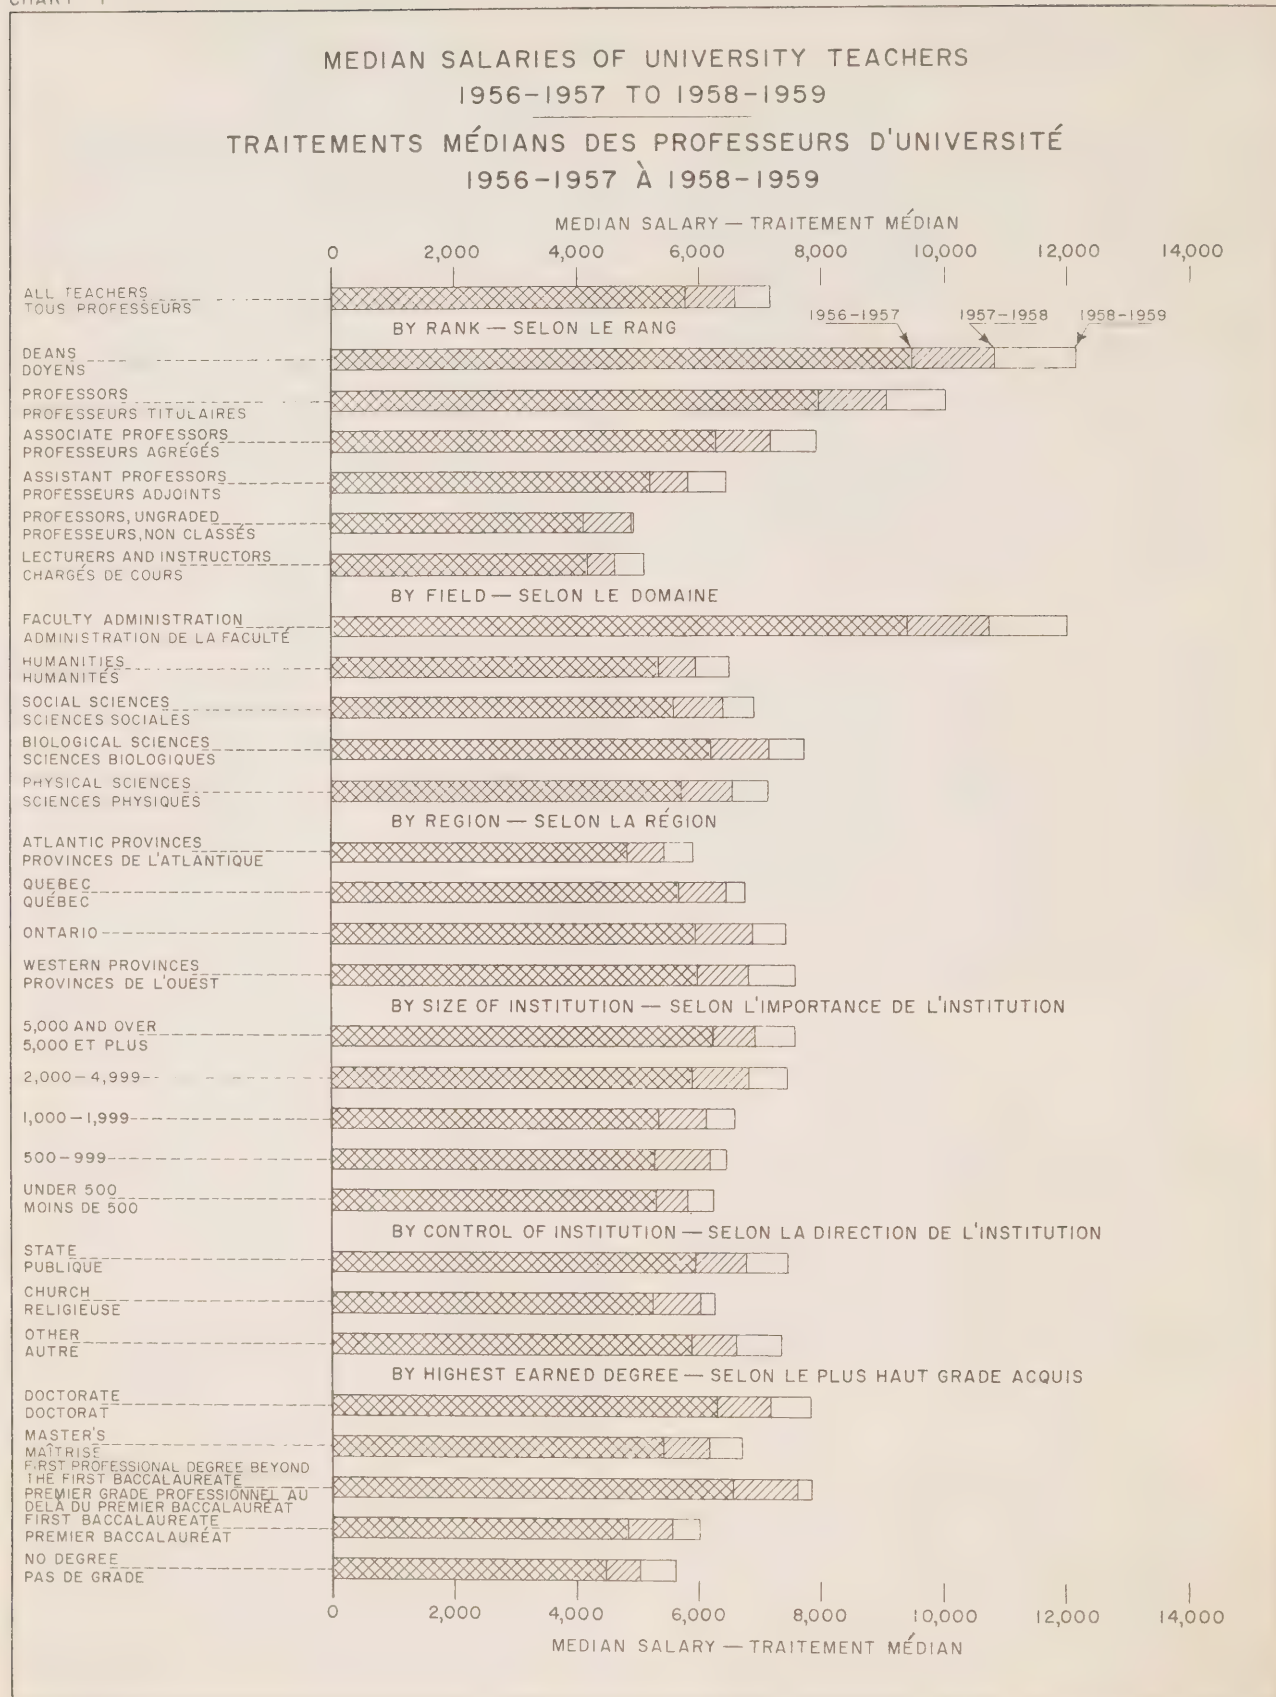 CHART 1
MEDIAN SALARIES OF UNIVERSITY TEACHERS
1956-1957 TO 1958-1959
TRAITEMENTS MÉDIANS DES PROFESSEURS D'UNIVERSITÉ
1956-1957 À 1958-1959
MEDIAN SALARY — TRAITEMENT MÉDIAN
0 2,000 4,000 6,000 8,000 10,000 12,000 14,000
ALL TEACHERS
TOUS PROFESSEURS
BY RANK — SELON LE RANG
1956-1957 1957-1958 1958-1959
DEANS
DOYENS
PROFESSORS
PROFESSEURS TITULAIRES
ASSOCIATE PROFESSORS
PROFESSEURS AGRÉGÉS
ASSISTANT PROFESSORS
PROFESSEURS ADJOINTS
PROFESSORS, UNGRADED
PROFESSEURS, NON CLASSÉS
LECTURERS AND INSTRUCTORS
CHARGÉS DE COURS
BY FIELD — SELON LE DOMAINE
FACULTY ADMINISTRATION
ADMINISTRATION DE LA FACULTÉ
HUMANITIES
HUMANITÉS
SOCIAL SCIENCES
SCIENCES SOCIALES
BIOLOGICAL SCIENCES
SCIENCES BIOLOGIQUES
PHYSICAL SCIENCES
SCIENCES PHYSIQUES
BY REGION — SELON LA RÉGION
ATLANTIC PROVINCES
PROVINCES DE L'ATLANTIQUE
QUEBEC
QUÉBEC
ONTARIO
WESTERN PROVINCES
PROVINCES DE L'OUEST
BY SIZE OF INSTITUTION — SELON L'IMPORTANCE DE L'INSTITUTION
5,000 AND OVER
5,000 ET PLUS
2,000-4,999
1,000-1,999
500-999
UNDER 500
MOINS DE 500
BY CONTROL OF INSTITUTION — SELON LA DIRECTION DE L'INSTITUTION
STATE
PUBLIQUE
CHURCH
RELIGIEUSE
OTHER
AUTRE
BY HIGHEST EARNED DEGREE — SELON LE PLUS HAUT GRADE ACQUIS
DOCTORATE
DOCTORAT
MASTER'S
MAÎTRISE
FIRST PROFESSIONAL DEGREE BEYOND
THE FIRST BACCALAUREATE
PREMIER GRADE PROFESSIONNEL AU
DELÀ DU PREMIER BACCALAURÉAT
FIRST BACCALAUREATE
PREMIER BACCALAURÉAT
NO DEGREE
PAS DE GRADE
0 2,000 4,000 6,000 8,000 10,000 12,000 14,000
MEDIAN SALARY — TRAITEMENT MÉDIAN